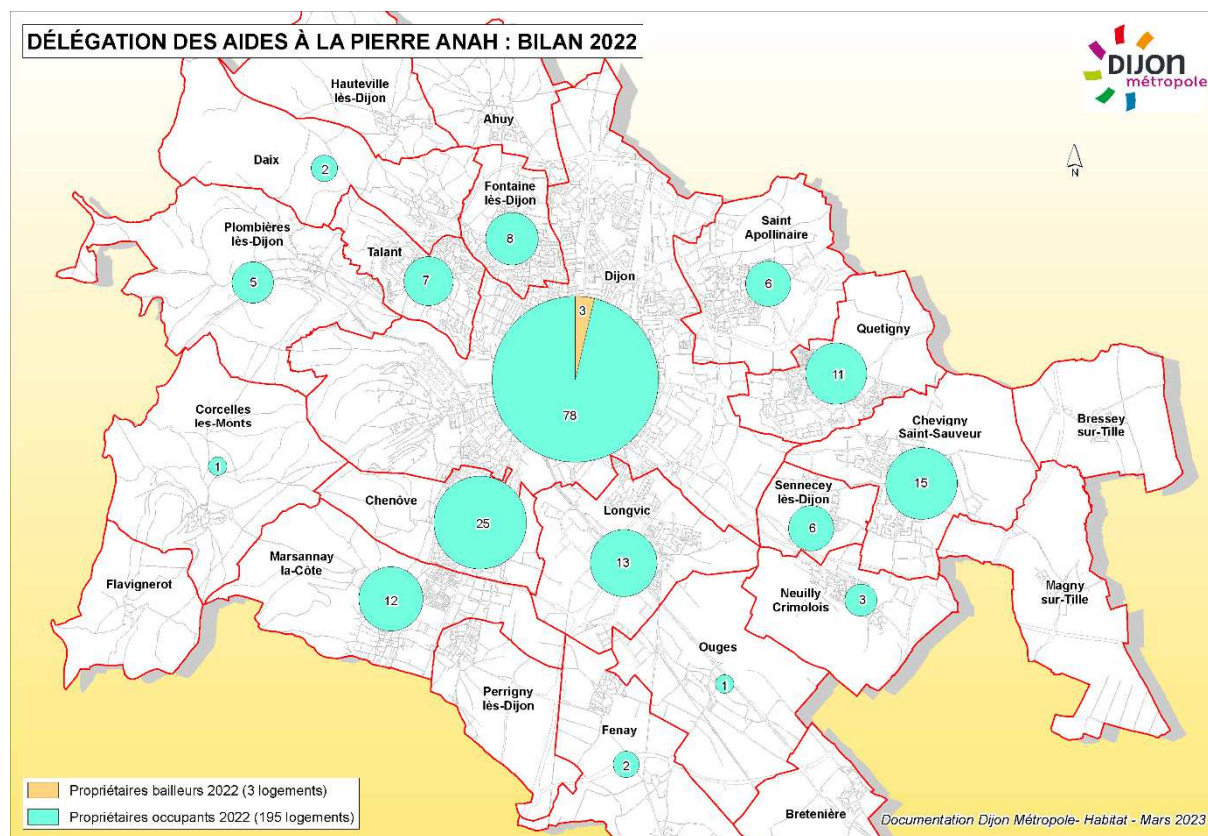 DÉLÉGATION DES AIDES À LA PIERRE ANAH : BILAN 2022
DIJON
métropole
N
Hauteville
lès-Dijon
Ahuy
Daix
2
Fontaine
lès-Dijon
8
Plombières
lès-Dijon
5
Talant
7
Saint
Apollinaire
6
Dijon
3
78
Quetigny
11
Corcelles
les-Monts
1
Chevigny
Saint-Sauveur
15
Bressey
sur-Tille
Chenôve
25
Longvic
13
Sennecey
lès-Dijon
6
Marsannay
la-Côte
12
Flavignerot
Neuilly
Crimolois
3
Magny
sur-Tille
Ouges
1
Perrigny
lès-Dijon
Fenay
2
Bretenière
Propriétaires bailleurs 2022 (3 logements)
Propriétaires occupants 2022 (195 logements)
Documentation Dijon Métropole- Habitat - Mars 2023